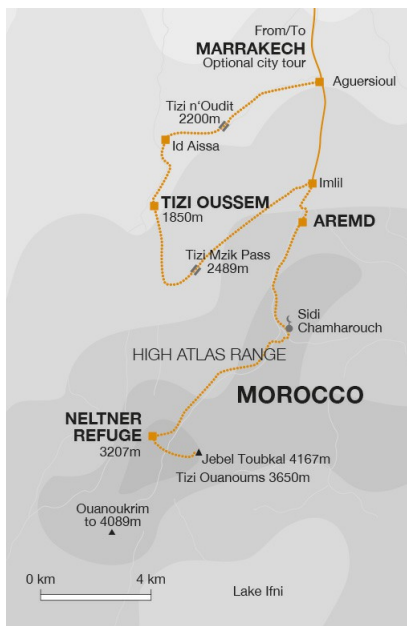 From/To
MARRAKECH
Optional city tour
Aguersioul
Tizi n'Oudit
2200m
Id Aissa
Imlil
TIZI OUSSEM
1850m
AREMD
Tizi Mzik Pass
2489m
Sidi
Chamharouch
HIGH ATLAS RANGE
MOROCCO
NELTNER
REFUGE
3207m
Jebel Toubkal 4167m
Tizi Ouanoums 3650m
Ouanoukrim
to 4089m
0 km 4 km
Lake Ifni